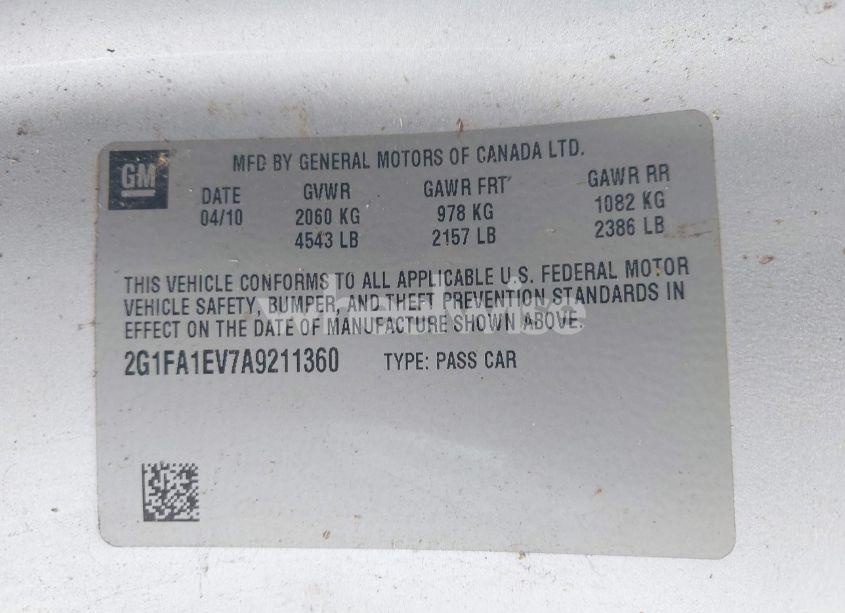 GM
MFD BY GENERAL MOTORS OF CANADA LTD.
DATE GVWR GAWR FRT GAWR RR
04/10 2060 KG 978 KG 1082 KG
4543 LB 2157 LB 2386 LB
THIS VEHICLE CONFORMS TO ALL APPLICABLE U.S. FEDERAL MOTOR
VEHICLE SAFETY, BUMPER, AND THEFT PREVENTION STANDARDS IN
EFFECT ON THE DATE OF MANUFACTURE SHOWN ABOVE.
2G1FA1EV7A9211360 TYPE: PASS CAR